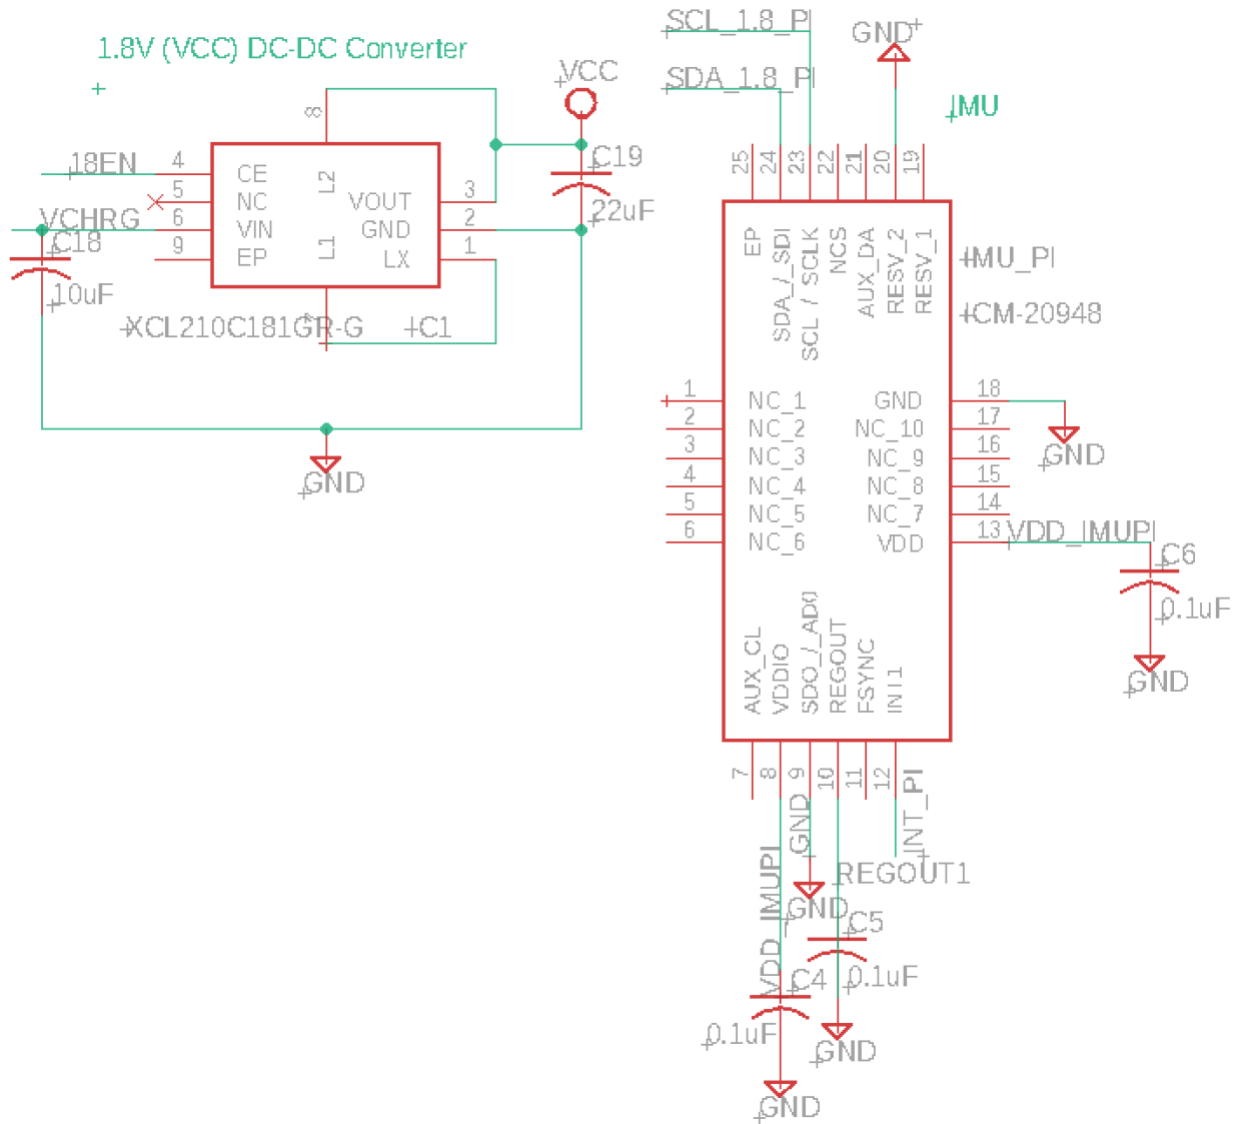 1.8V (VCC) DC-DC Converter
VCC
8
18EN
4
CE
L2
C19
5
NC
VOUT
3
22uF
VCHRG
6
VIN
GND
2
C18
9
EP
L1
LX
1
10uF
XCL210C181GR-G
C1
GND
SCL_1.8_PI
SDA_1.8_PI
GND
IMU
25
24
23
22
21
20
19
EP
SDA_/_SDI
SCL_/_SCLK
NCS
AUX_DA
RESV_2
RESV_1
IMU_PI
ICM-20948
1
NC_1
GND
18
2
NC_2
NC_10
17
GND
3
NC_3
NC_9
16
4
NC_4
NC_8
15
5
NC_5
NC_7
14
6
NC_6
VDD
13
VDD_IMUPI
C6
0.1uF
GND
AUX_CL
VDDIO
SDO_/_AD0
REGOUT
FSYNC
INT1
7
8
9
10
11
12
GND
INT_PI
VDD_IMUPI
REGOUT1
GND
C5
0.1uF
C4
0.1uF
GND
GND